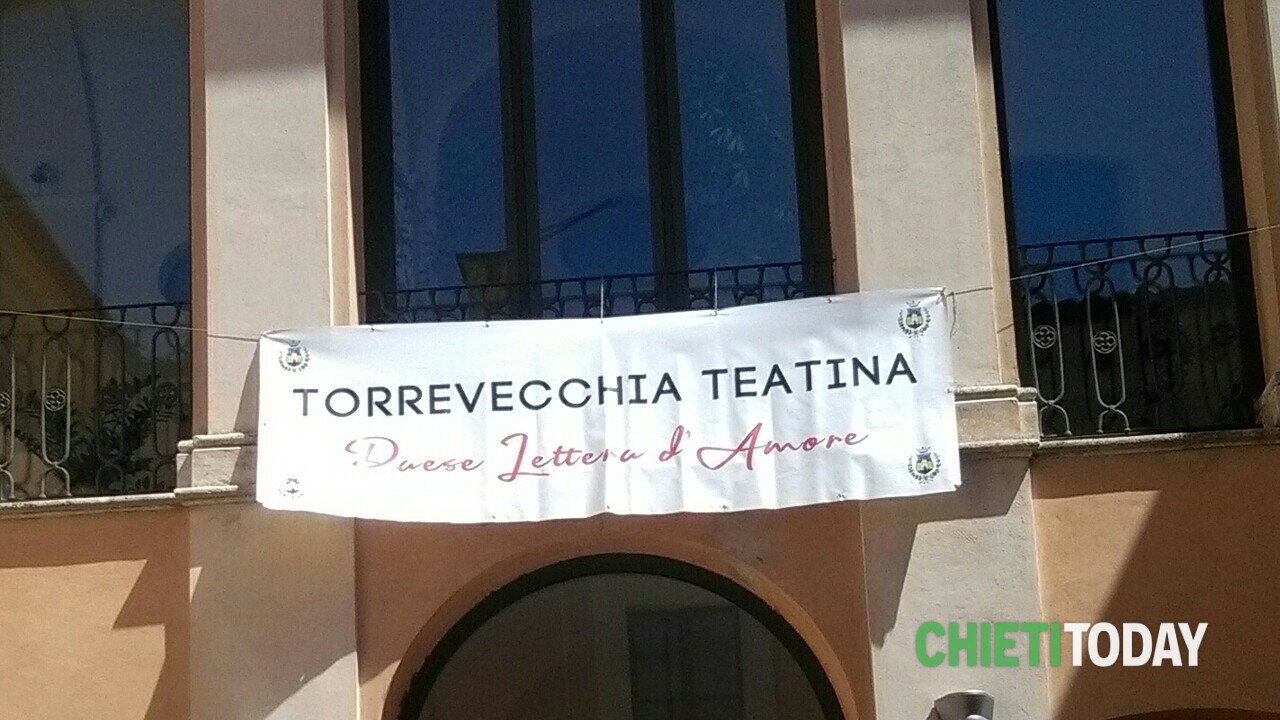 TORREVECCHIA TEATINA
Paese Lettera d'Amore
CHIETITODAY